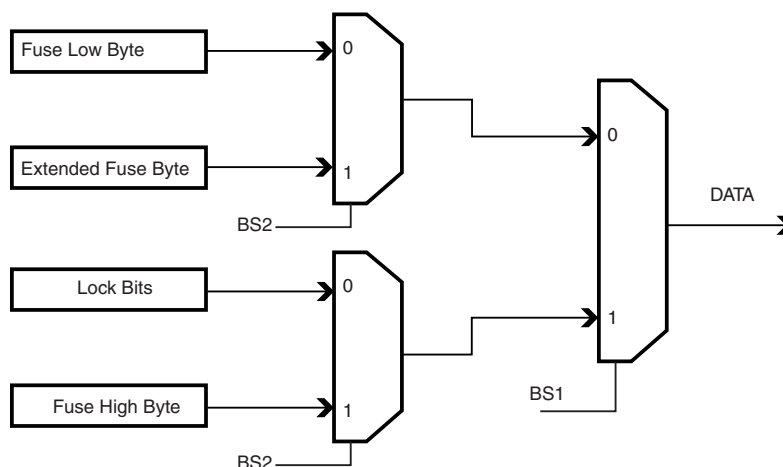 Fuse Low Byte
0
Extended Fuse Byte
1
BS2
0
DATA
Lock Bits
0
1
Fuse High Byte
1
BS1
BS2